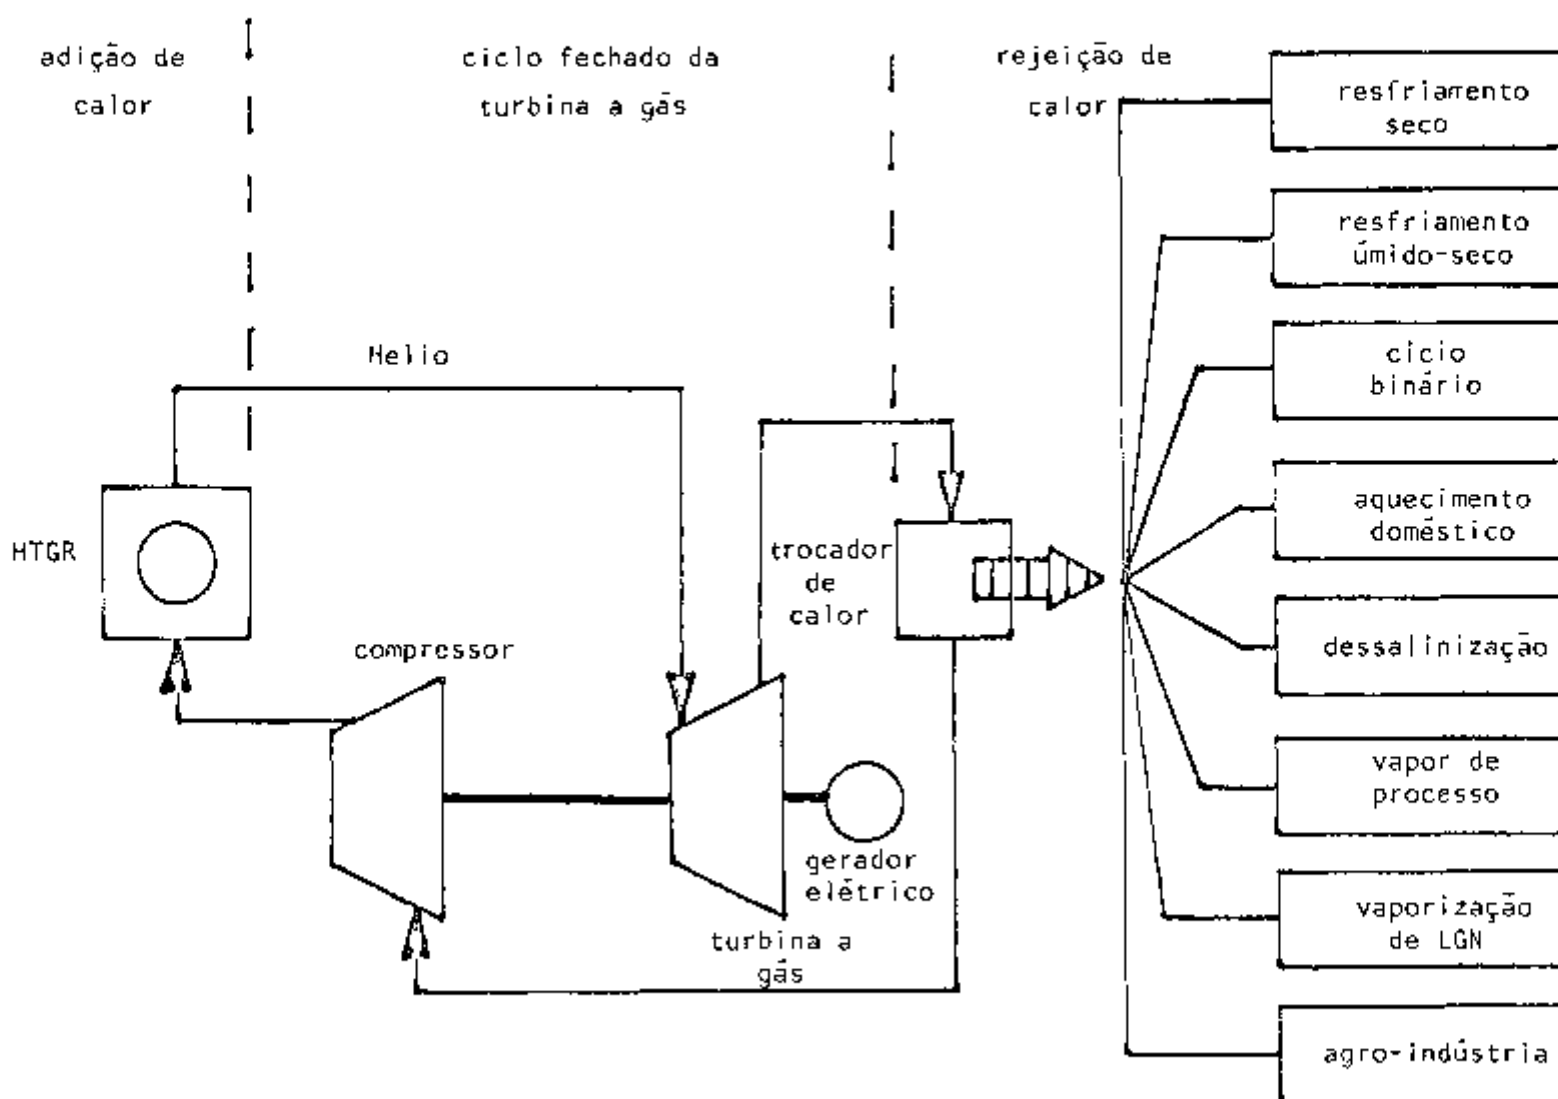 adição de
calor
ciclo fechado da
turbina a gás
rejeição de
calor
resfriamento
seco
resfriamento
úmido-seco
Helio
ciclo
binário
HTGR
trocador
de
calor
aquecimento
doméstico
compressor
dessalinização
vapor de
processo
gerador
elétrico
turbina a
gás
vaporização
de LGN
agro-indústria